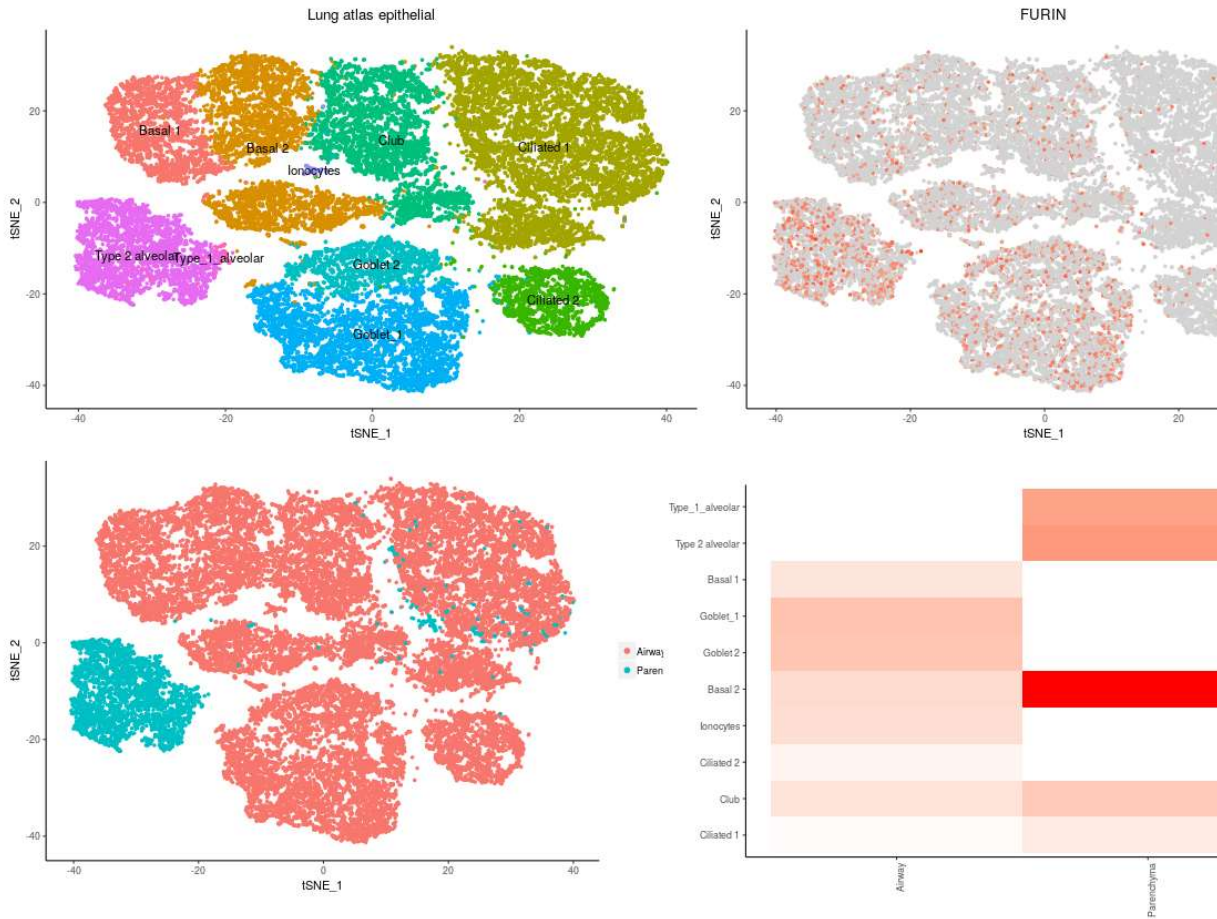 Lung atlas epithelial
FURIN
tSNE_2
20
0
-20
-40
Basal 1
Basal 2
Club
Ciliated 1
Ionocytes
Type 2 alveolar
Type_1_alveolar
Goblet 2
Ciliated 2
Goblet_1
-40
-20
0
20
40
tSNE_1
tSNE_2
20
0
-20
-40
-40
-20
0
20
tSNE_1
tSNE_2
20
0
-20
-40
-40
-20
0
20
40
tSNE_1
Airway
Paren
Type_1_alveolar
Type 2 alveolar
Basal 1
Goblet_1
Goblet 2
Basal 2
Ionocytes
Ciliated 2
Club
Ciliated 1
Airway
Parenchyma